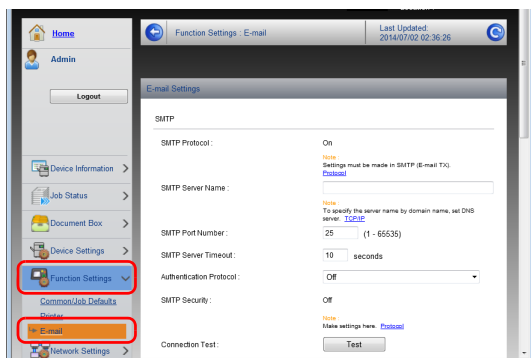 Home
Admin
Logout
Device Information
Job Status
Document Box
Device Settings
Function Settings
Common/Job Defaults
Printer
E-mail
Network Settings
Function Settings : E-mail
Last Updated:
2014/07/02 02:36:26
E-mail Settings
SMTP
SMTP Protocol :
On
Note :
Settings must be made in SMTP (E-mail TX).
Protocol
SMTP Server Name :
Note :
To specify the server name by domain name, set DNS
server. TCP/IP
SMTP Port Number :
25 (1 - 65535)
SMTP Server Timeout :
10 seconds
Authentication Protocol :
Off
SMTP Security :
Off
Note :
Make settings here. Protocol
Connection Test :
Test